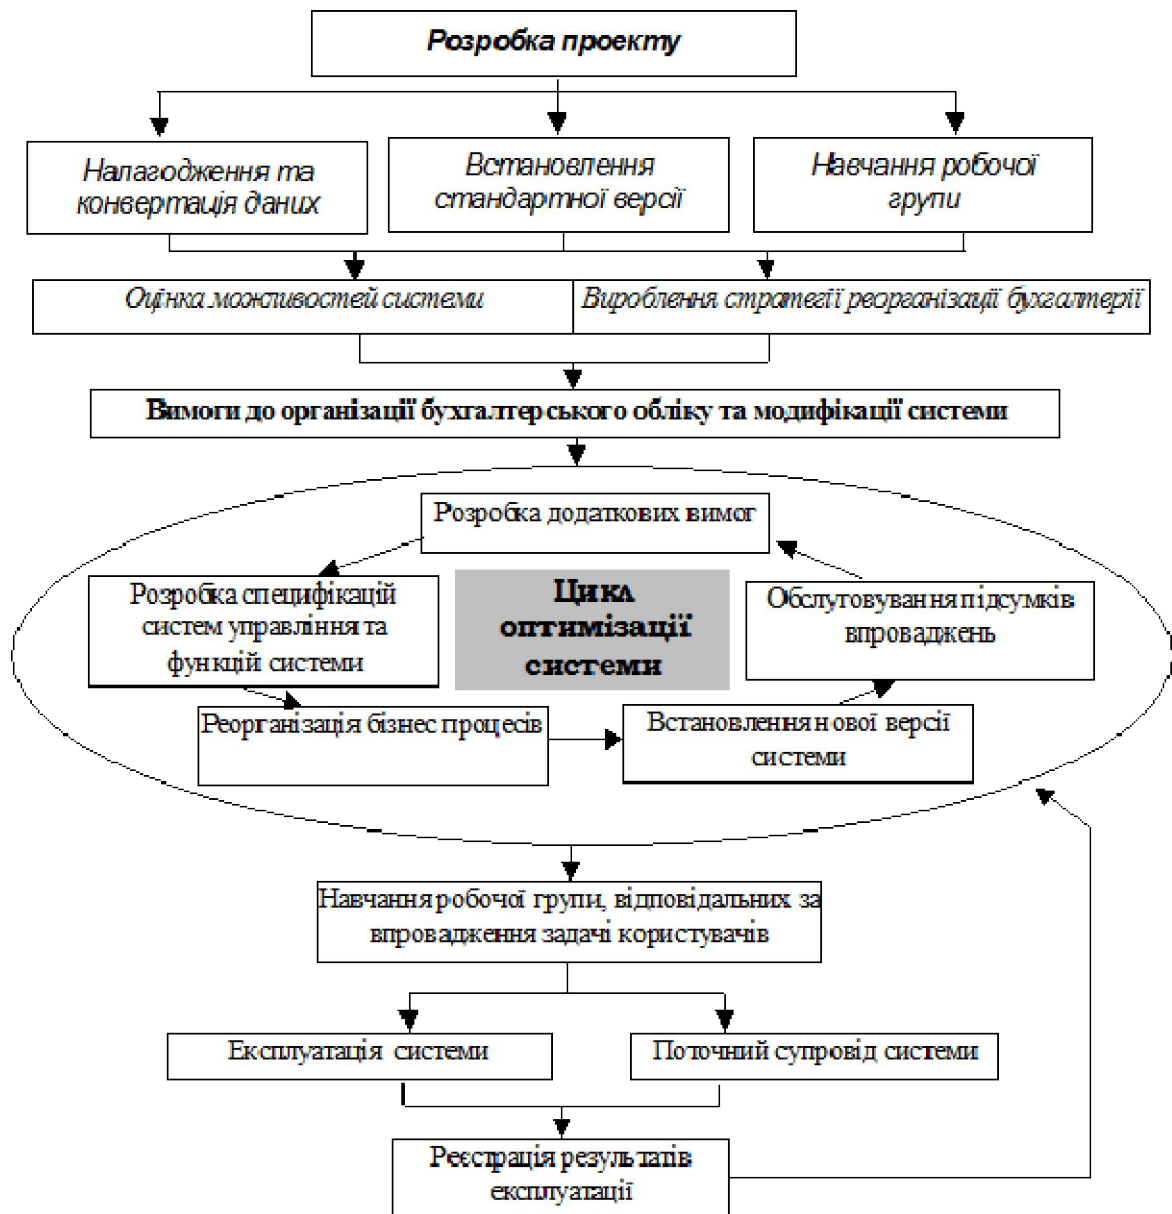 Розробка проекту
Налагодження та
конвертація даних
Встановлення
стандартної версії
Навчання робочої
групи
Оцінка можливостей системи
Вироблення стратегії реорганізації бухгалтерії
Вимоги до організації бухгалтерського обліку та модифікації системи
Розробка додаткових вимог
Розробка специфікацій
систем управління та
функцій системи
Цикл
оптимізації
системи
Обслуговування підсумків
впроваджень
Реорганізація бізнес процесів
Встановлення нової версії
системи
Навчання робочої групи, відповідальних за
впровадження задачі користувачів
Експлуатація системи
Поточний супровід системи
Реєстрація результатів
експлуатації